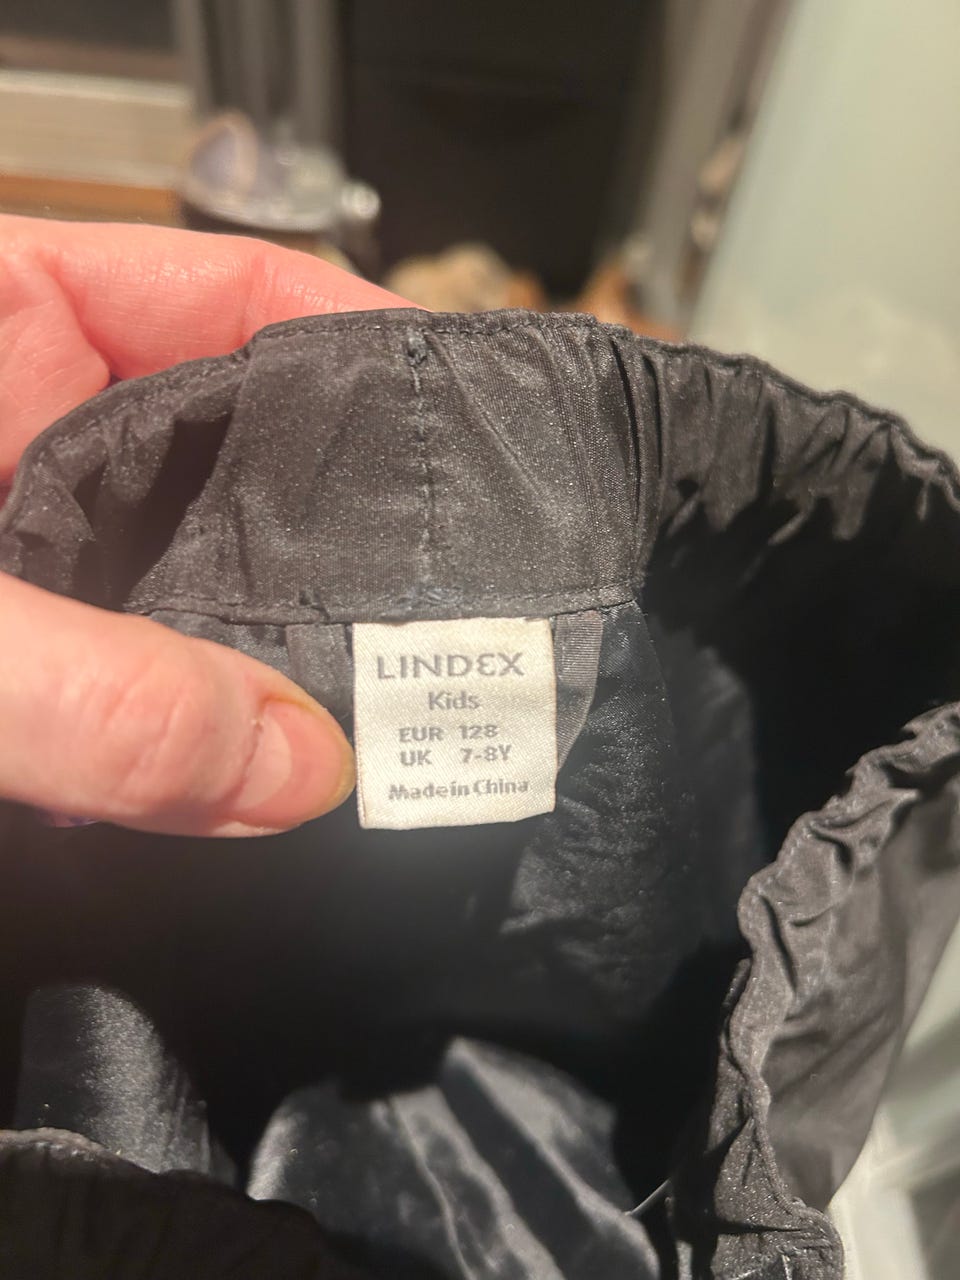 LINDEX
Kids
EUR 128
UK 7-8Y
Made in China